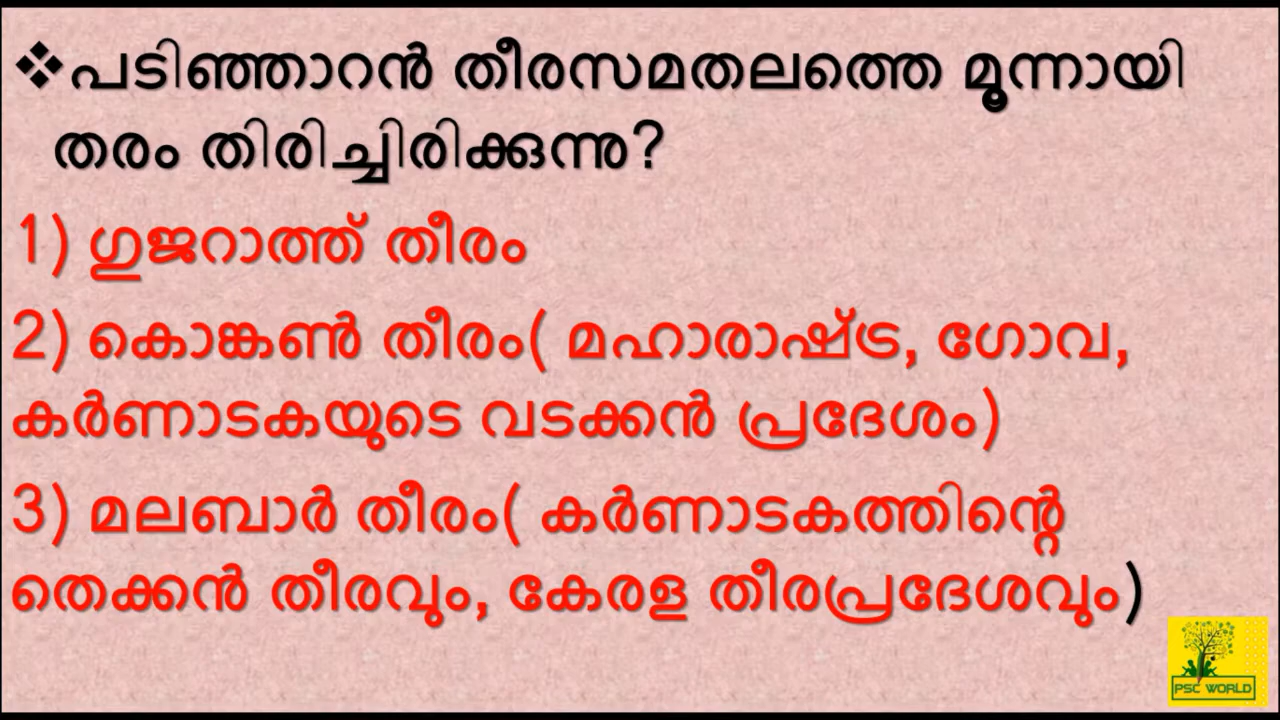 ❖പടിഞ്ഞാറൻ തീരസമതലത്തെ മൂന്നായി
തരം തിരിച്ചിരിക്കുന്നു?
1) ഗുജറാത്ത് തീരം
2) കൊങ്കൺ തീരം( മഹാരാഷ്ട്ര, ഗോവ,
കർണാടകയുടെ വടക്കൻ പ്രദേശം)
3) മലബാർ തീരം( കർണാടകത്തിന്റെ
തെക്കൻ തീരവും, കേരള തീരപ്രദേശവും)
PSC WORLD